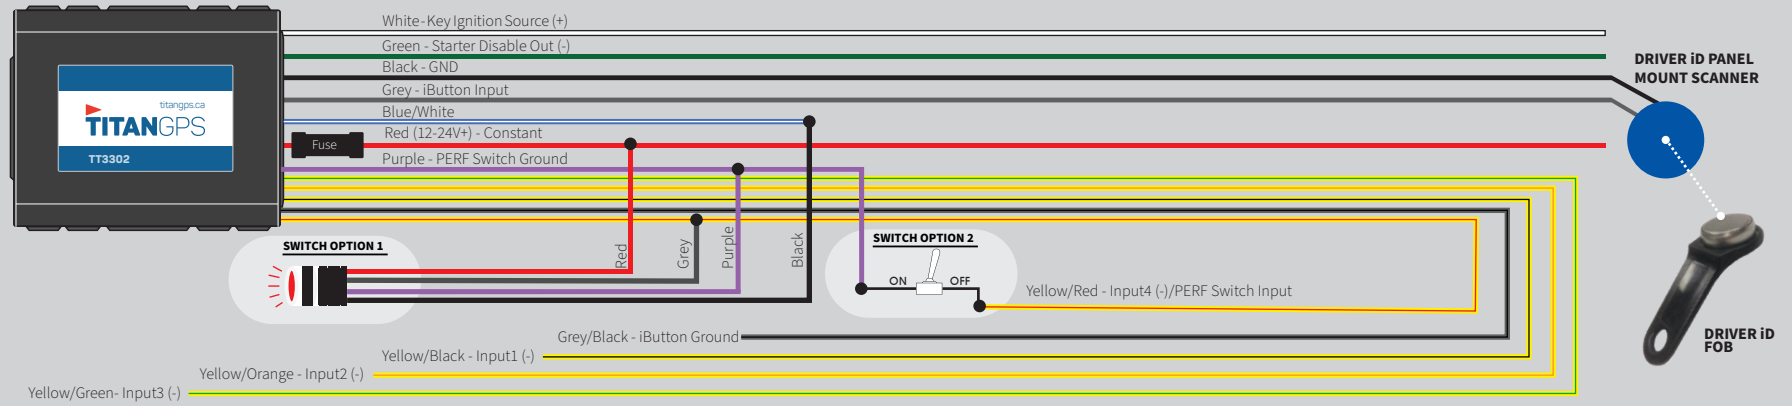 White-Key Ignition Source (+)
Green - Starter Disable Out (-)
Black - GND
Grey - iButton Input
Blue/White
Red (12-24V+) - Constant
Purple - PERF Switch Ground
titangps.ca
TITANGPS
TT3302
Fuse
DRIVER iD PANEL
MOUNT SCANNER
SWITCH OPTION 1
Red
Grey
Purple
Black
SWITCH OPTION 2
ON
OFF
Yellow/Red - Input4 (-)/PERF Switch Input
Grey/Black - iButton Ground
Yellow/Black - Input1 (-)
Yellow/Orange - Input2 (-)
Yellow/Green- Input3 (-)
DRIVER iD
FOB